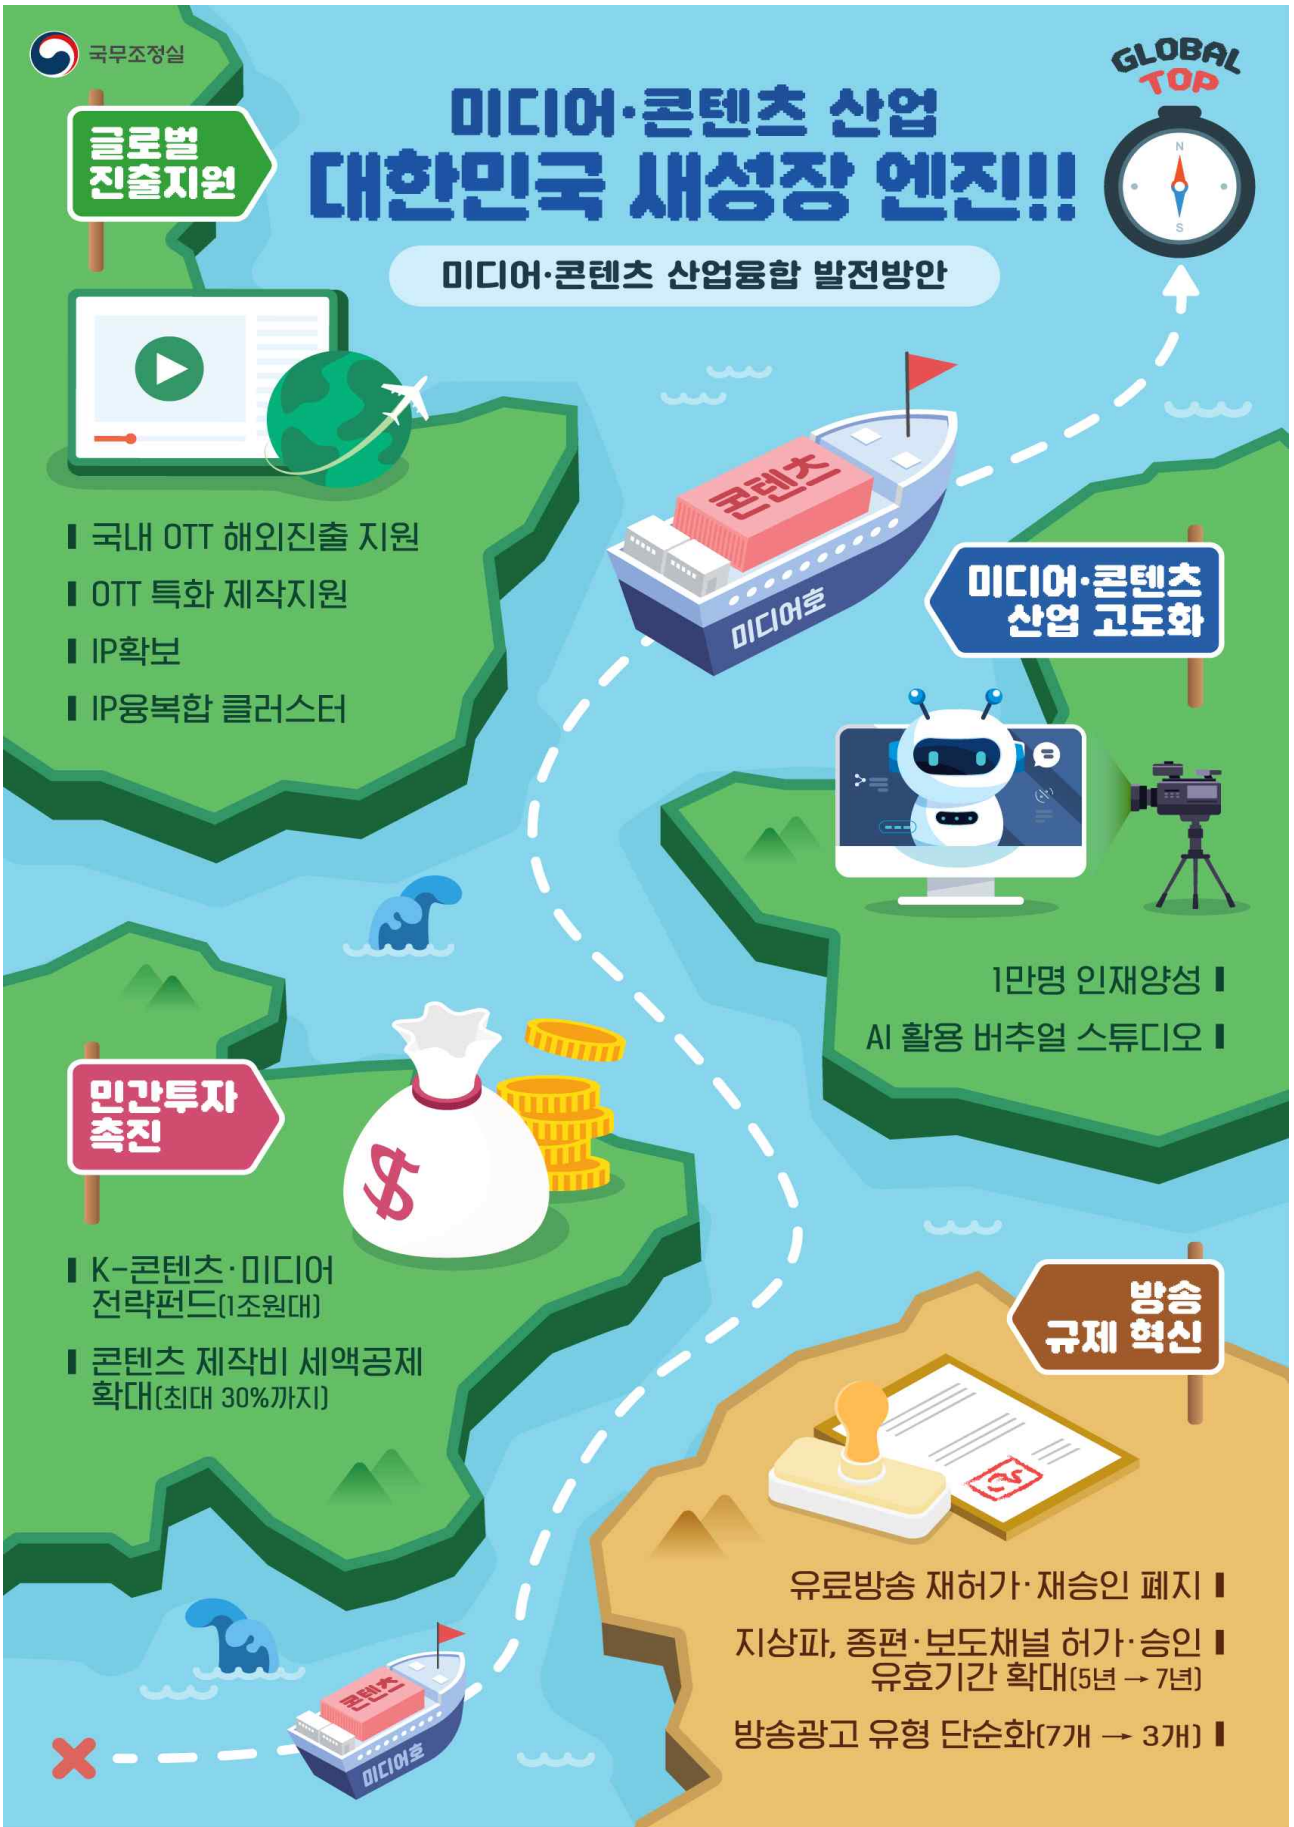 국무조정실
GLOBAL
TOP
미디어·콘텐츠 산업
대한민국 새성장 엔진!!
미디어·콘텐츠 산업융합 발전방안
N
S
글로벌
진출지원
▌국내 OTT 해외진출 지원
▌OTT 특화 제작지원
▌IP확보
▌IP융복합 클러스터
콘텐츠
미디어호
미디어·콘텐츠
산업 고도화
1만명 인재양성▐
AI 활용 버추얼 스튜디오▐
민간투자
촉진
$
▌K-콘텐츠·미디어
전략펀드(1조원대)
▌콘텐츠 제작비 세액공제
확대(최대 30%까지)
방송
규제 혁신
유료방송 재허가·재승인 폐지▐
지상파, 종편·보도채널 허가·승인▐
유효기간 확대(5년 → 7년)
방송광고 유형 단순화(7개 → 3개)▐
콘텐츠
미디어호